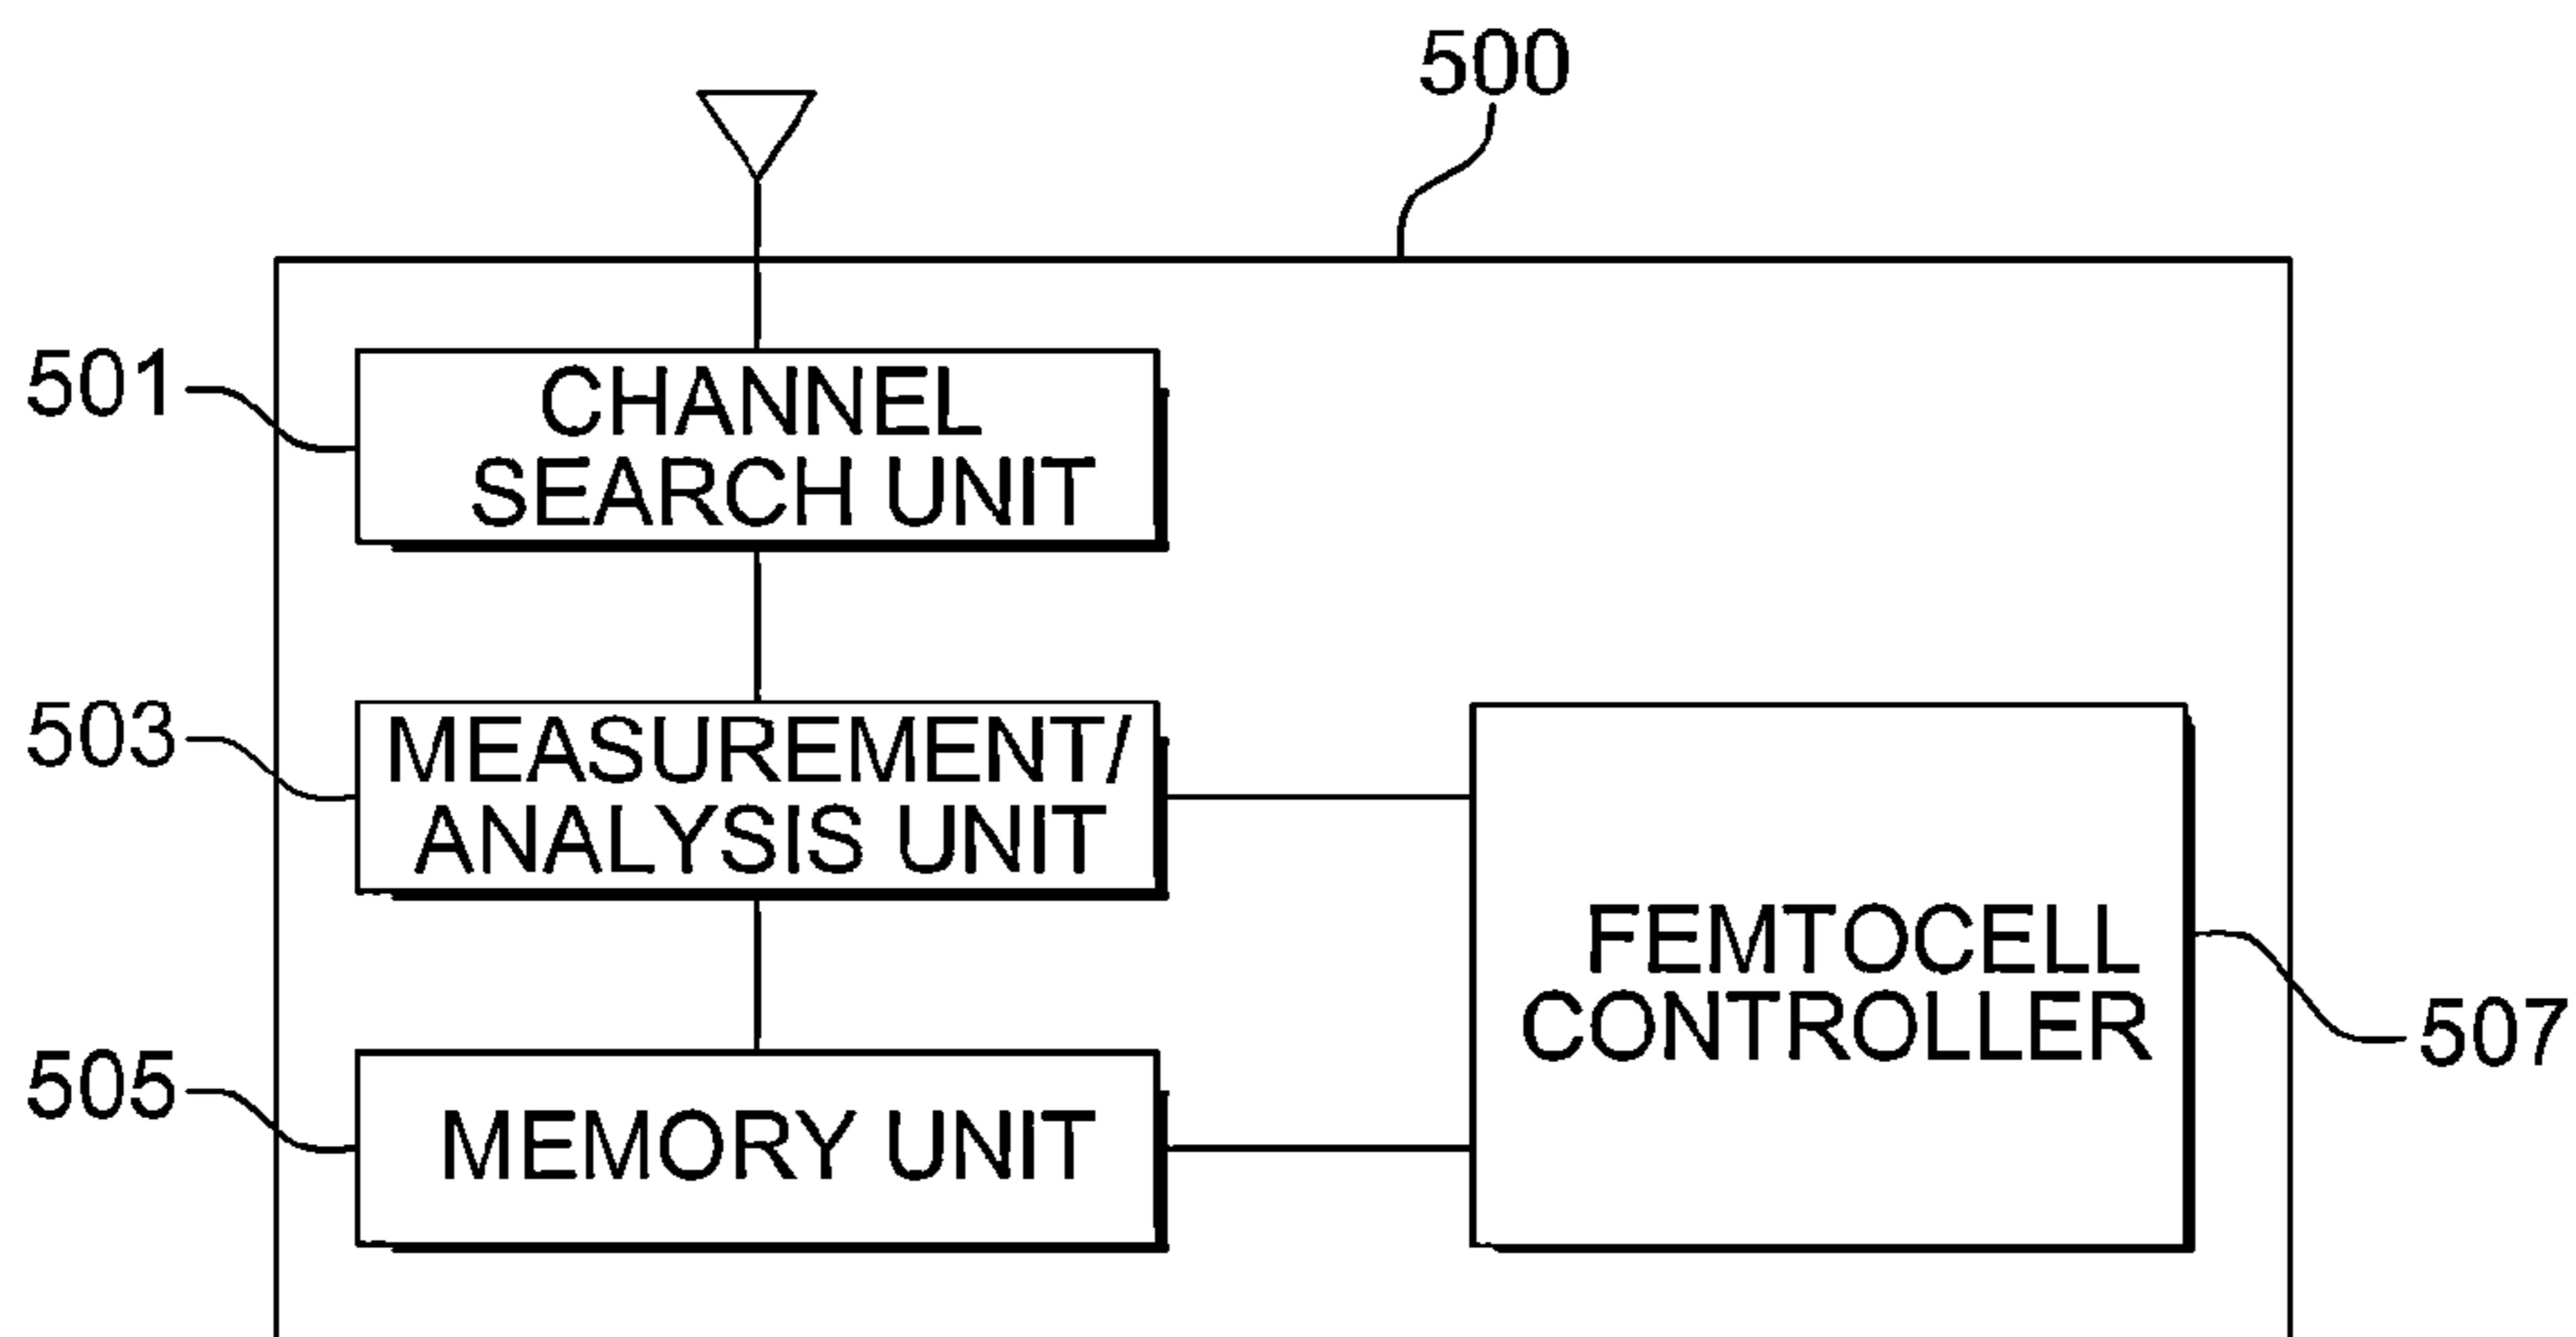 500
501
CHANNEL
SEARCH UNIT
503
MEASUREMENT/
ANALYSIS UNIT
FEMTOCELL
CONTROLLER
507
505
MEMORY UNIT